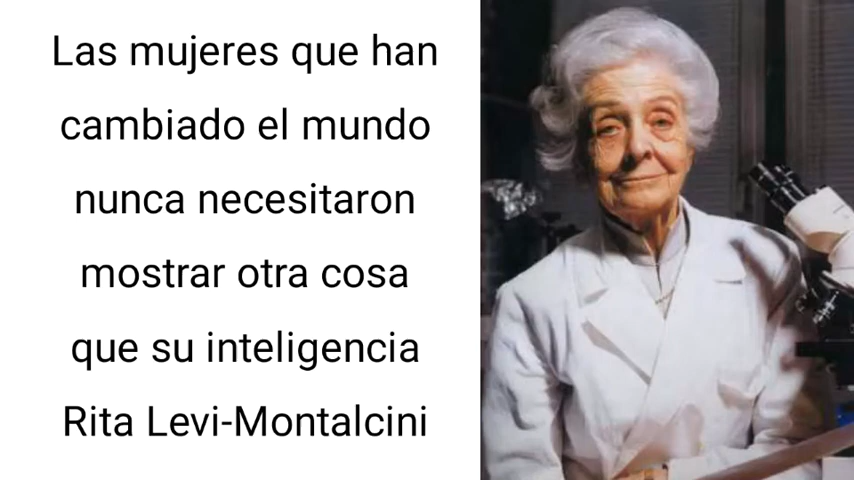 Las mujeres que han
cambiado el mundo
nunca necesitaron
mostrar otra cosa
que su inteligencia
Rita Levi-Montalcini